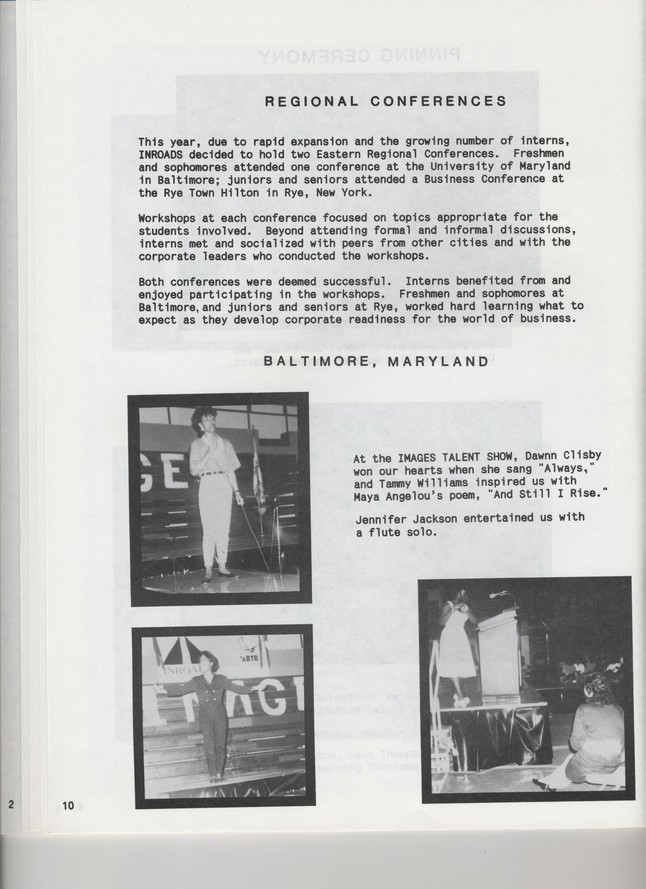 REGIONAL CONFERENCES
This year, due to rapid expansion and the growing number of interns,
INROADS decided to hold two Eastern Regional Conferences. Freshmen
and sophomores attended one conference at the University of Maryland
in Baltimore; juniors and seniors attended a Business Conference at
the Rye Town Hilton in Rye, New York.
Workshops at each conference focused on topics appropriate for the
students involved. Beyond attending formal and informal discussions,
interns met and socialized with peers from other cities and with the
corporate leaders who conducted the workshops.
Both conferences were deemed successful. Interns benefited from and
enjoyed participating in the workshops. Freshmen and sophomores at
Baltimore, and juniors and seniors at Rye, worked hard learning what to
expect as they develop corporate readiness for the world of business.
BALTIMORE, MARYLAND
At the IMAGES TALENT SHOW, Dawnn Clisby
won our hearts when she sang "Always,"
and Tammy Williams inspired us with
Maya Angelou's poem, "And Still I Rise."
Jennifer Jackson entertained us with
a flute solo.
GE
INROA
IMAGE
2
10